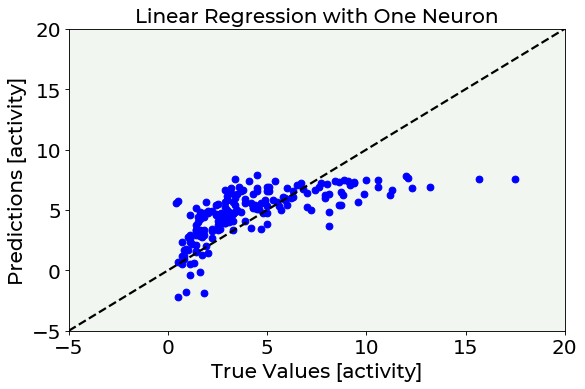 Linear Regression with One Neuron
20
15
10
5
0
−5
Predictions [activity]
−5 0 5 10 15 20
True Values [activity]